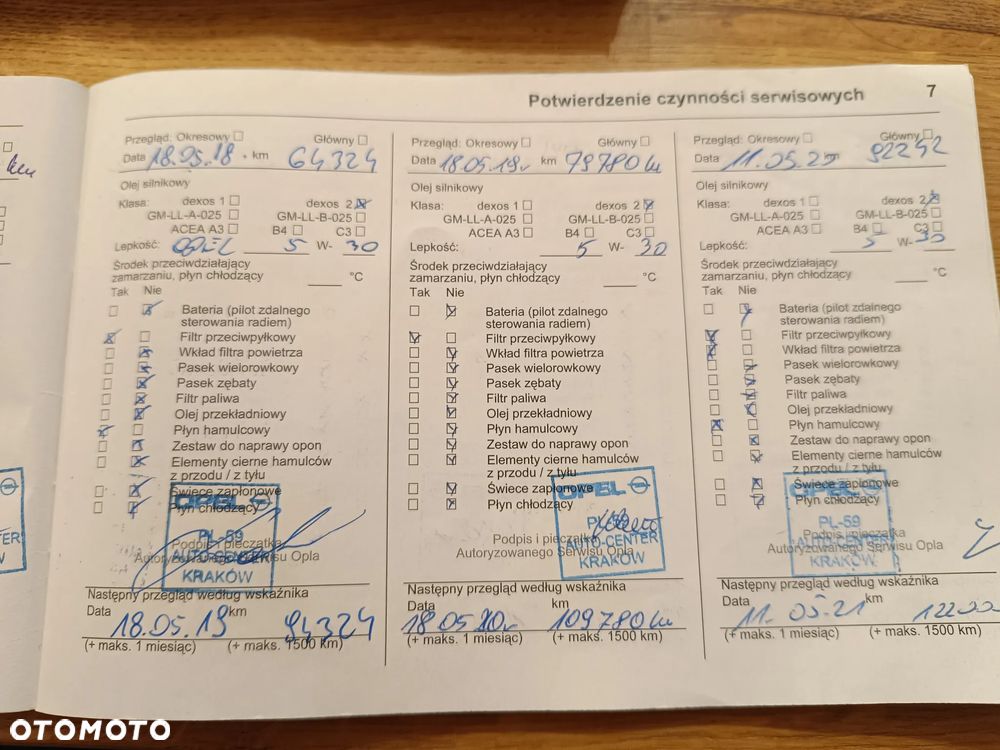 Potwierdzenie czynności serwisowych
7
Przegląd: Okresowy
Główny
Data 18.05.18 km 64324
Olej silnikowy
Klasa: dexos 1 dexos 2
GM-LL-A-025 GM-LL-B-025
ACEA A3 B4 C3
Lepkość: 5 W- 30
Środek przeciwdziałający
zamarzaniu, płyn chłodzący °C
Tak Nie
Bateria (pilot zdalnego
sterowania radiem)
Filtr przeciwpyłkowy
Wkład filtra powietrza
Pasek wielorowkowy
Pasek zębaty
Filtr paliwa
Olej przekładniowy
Płyn hamulcowy
Zestaw do naprawy opon
Elementy cierne hamulców
z przodu / z tyłu
Świece zapłonowe
Płyn chłodzący
OPEL
PL-59
AUTO-CENTER
KRAKÓW
Podpis i pieczątka
Autoryzowanego Serwisu Opla
Następny przegląd według wskaźnika
Data 18.05.19 km 94324
(+ maks. 1 miesiąc) (+ maks. 1500 km)
Przegląd: Okresowy
Główny
Data 18.05.19r km 79780
Olej silnikowy
Klasa: dexos 1 dexos 2
GM-LL-A-025 GM-LL-B-025
ACEA A3 B4 C3
Lepkość: 5 W- 30
Środek przeciwdziałający
zamarzaniu, płyn chłodzący °C
Tak Nie
Bateria (pilot zdalnego
sterowania radiem)
Filtr przeciwpyłkowy
Wkład filtra powietrza
Pasek wielorowkowy
Pasek zębaty
Filtr paliwa
Olej przekładniowy
Płyn hamulcowy
Zestaw do naprawy opon
Elementy cierne hamulców
z przodu / z tyłu
Świece zapłonowe
Płyn chłodzący
OPEL
PL-59
AUTO-CENTER
KRAKÓW
Podpis i pieczątka
Autoryzowanego Serwisu Opla
Następny przegląd według wskaźnika
Data 18.05.20r km 109780
(+ maks. 1 miesiąc) (+ maks. 1500 km)
Przegląd: Okresowy
Główny
Data 11.05.20 92242
Olej silnikowy
Klasa: dexos 1 dexos 2
GM-LL-A-025 GM-LL-B-025
ACEA A3 B4 C3
Lepkość: 5 W- 30
Środek przeciwdziałający
zamarzaniu, płyn chłodzący °C
Tak Nie
Bateria (pilot zdalnego
sterowania radiem)
Filtr przeciwpyłkowy
Wkład filtra powietrza
Pasek wielorowkowy
Pasek zębaty
Filtr paliwa
Olej przekładniowy
Płyn hamulcowy
Zestaw do naprawy opon
Elementy cierne hamulców
z przodu / z tyłu
Świece zapłonowe
Płyn chłodzący
OPEL
PL-59
AUTO-CENTER
KRAKÓW
Podpis i pieczątka
Autoryzowanego Serwisu Opla
Następny przegląd według wskaźnika
Data 11.05.21 km
(+ maks. 1 miesiąc) (+ maks. 1500 km)
OTOMOTO